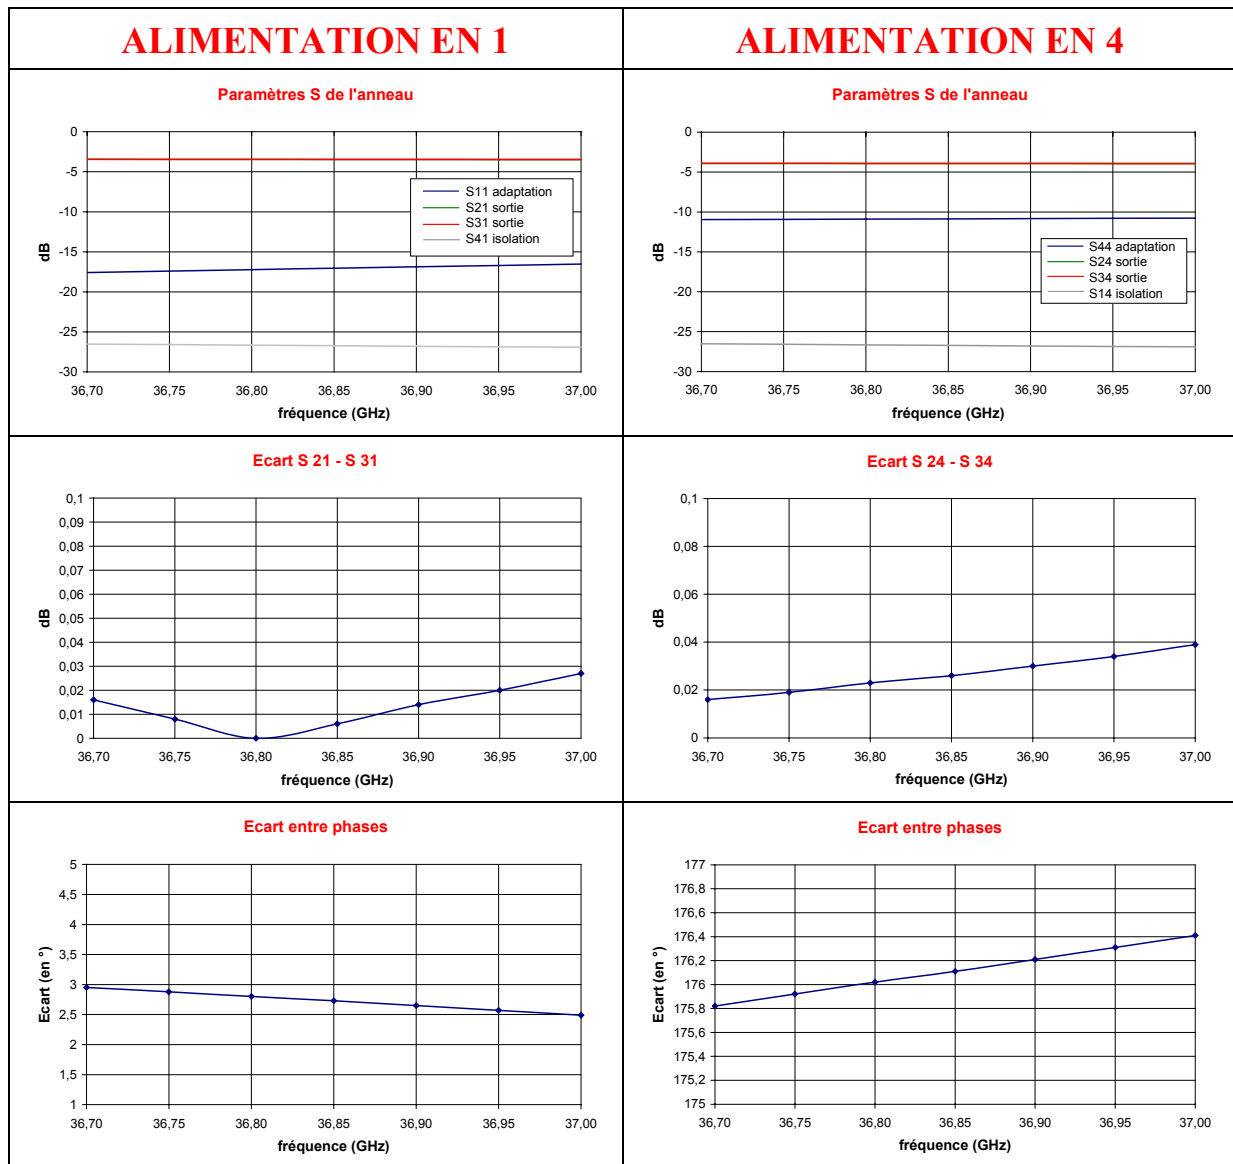 ALIMENTATION EN 1
ALIMENTATION EN 4
Paramètres S de l'anneau
0
-5
-10
-15
-20
-25
-30
dB
S11 adaptation
S21 sortie
S31 sortie
S41 isolation
36,70 36,75 36,80 36,85 36,90 36,95 37,00
fréquence (GHz)
Paramètres S de l'anneau
0
-5
-10
-15
-20
-25
-30
dB
S44 adaptation
S24 sortie
S34 sortie
S14 isolation
36,70 36,75 36,80 36,85 36,90 36,95 37,00
fréquence (GHz)
Ecart S 21 - S 31
0,1
0,09
0,08
0,07
0,06
0,05
0,04
0,03
0,02
0,01
0
dB
36,70 36,75 36,80 36,85 36,90 36,95 37,00
fréquence (GHz)
Ecart S 24 - S 34
0,1
0,08
0,06
0,04
0,02
0
dB
36,70 36,75 36,80 36,85 36,90 36,95 37,00
fréquence (GHz)
Ecart entre phases
5
4,5
4
3,5
3
2,5
2
1,5
1
Ecart (en °)
36,70 36,75 36,80 36,85 36,90 36,95 37,00
fréquence (GHz)
Ecart entre phases
177
176,8
176,6
176,4
176,2
176
175,8
175,6
175,4
175,2
175
Ecart (en °)
36,70 36,75 36,80 36,85 36,90 36,95 37,00
fréquence (GHz)